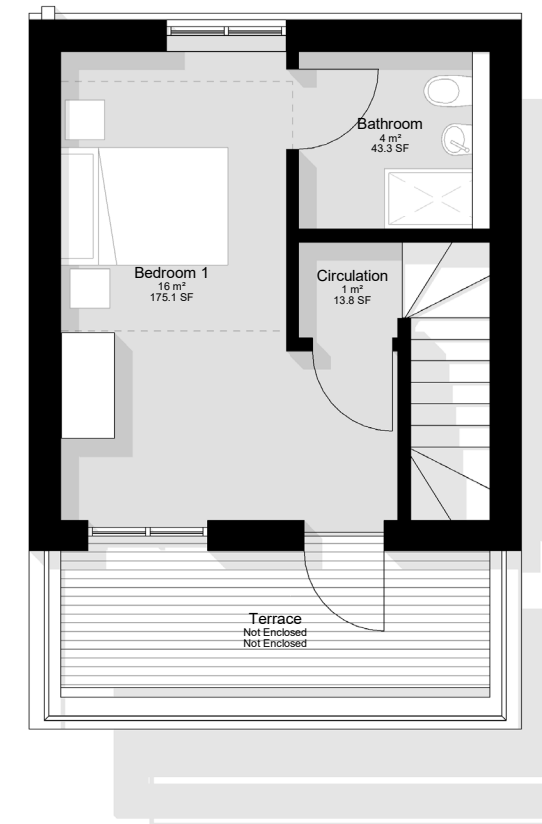 Bathroom
4 m²
43.3 SF
Bedroom 1
16 m²
175.1 SF
Circulation
1 m²
13.8 SF
Terrace
Not Enclosed
Not Enclosed